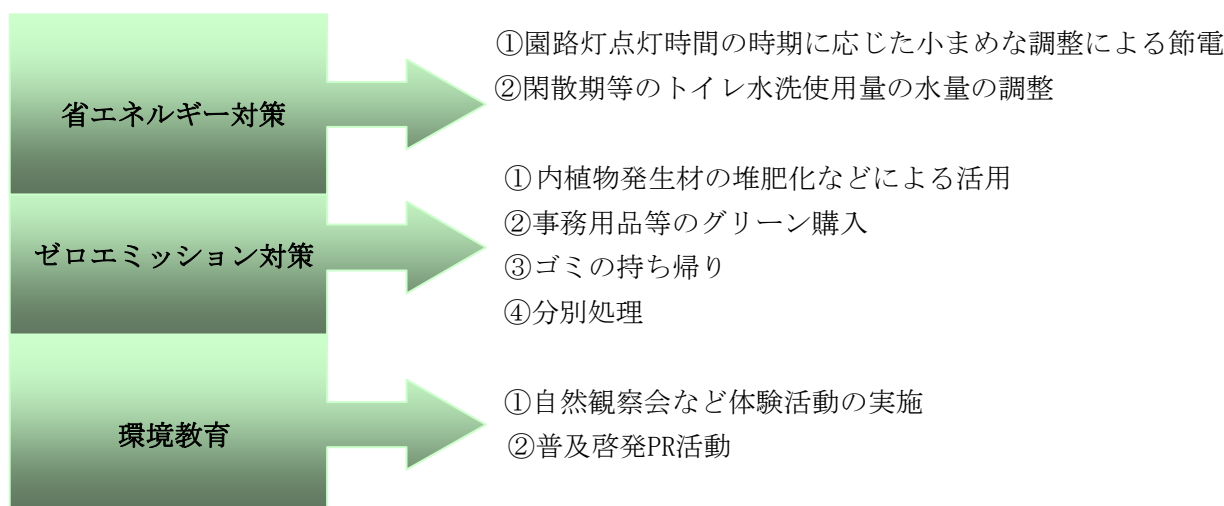 省エネルギー対策
①園路灯点灯時間の時期に応じた小まめな調整による節電
②閑散期等のトイレ水洗使用量の水量の調整
ゼロエミッション対策
①内植物発生材の堆肥化などによる活用
②事務用品等のグリーン購入
③ゴミの持ち帰り
④分別処理
環境教育
①自然観察会など体験活動の実施
②普及啓発PR活動